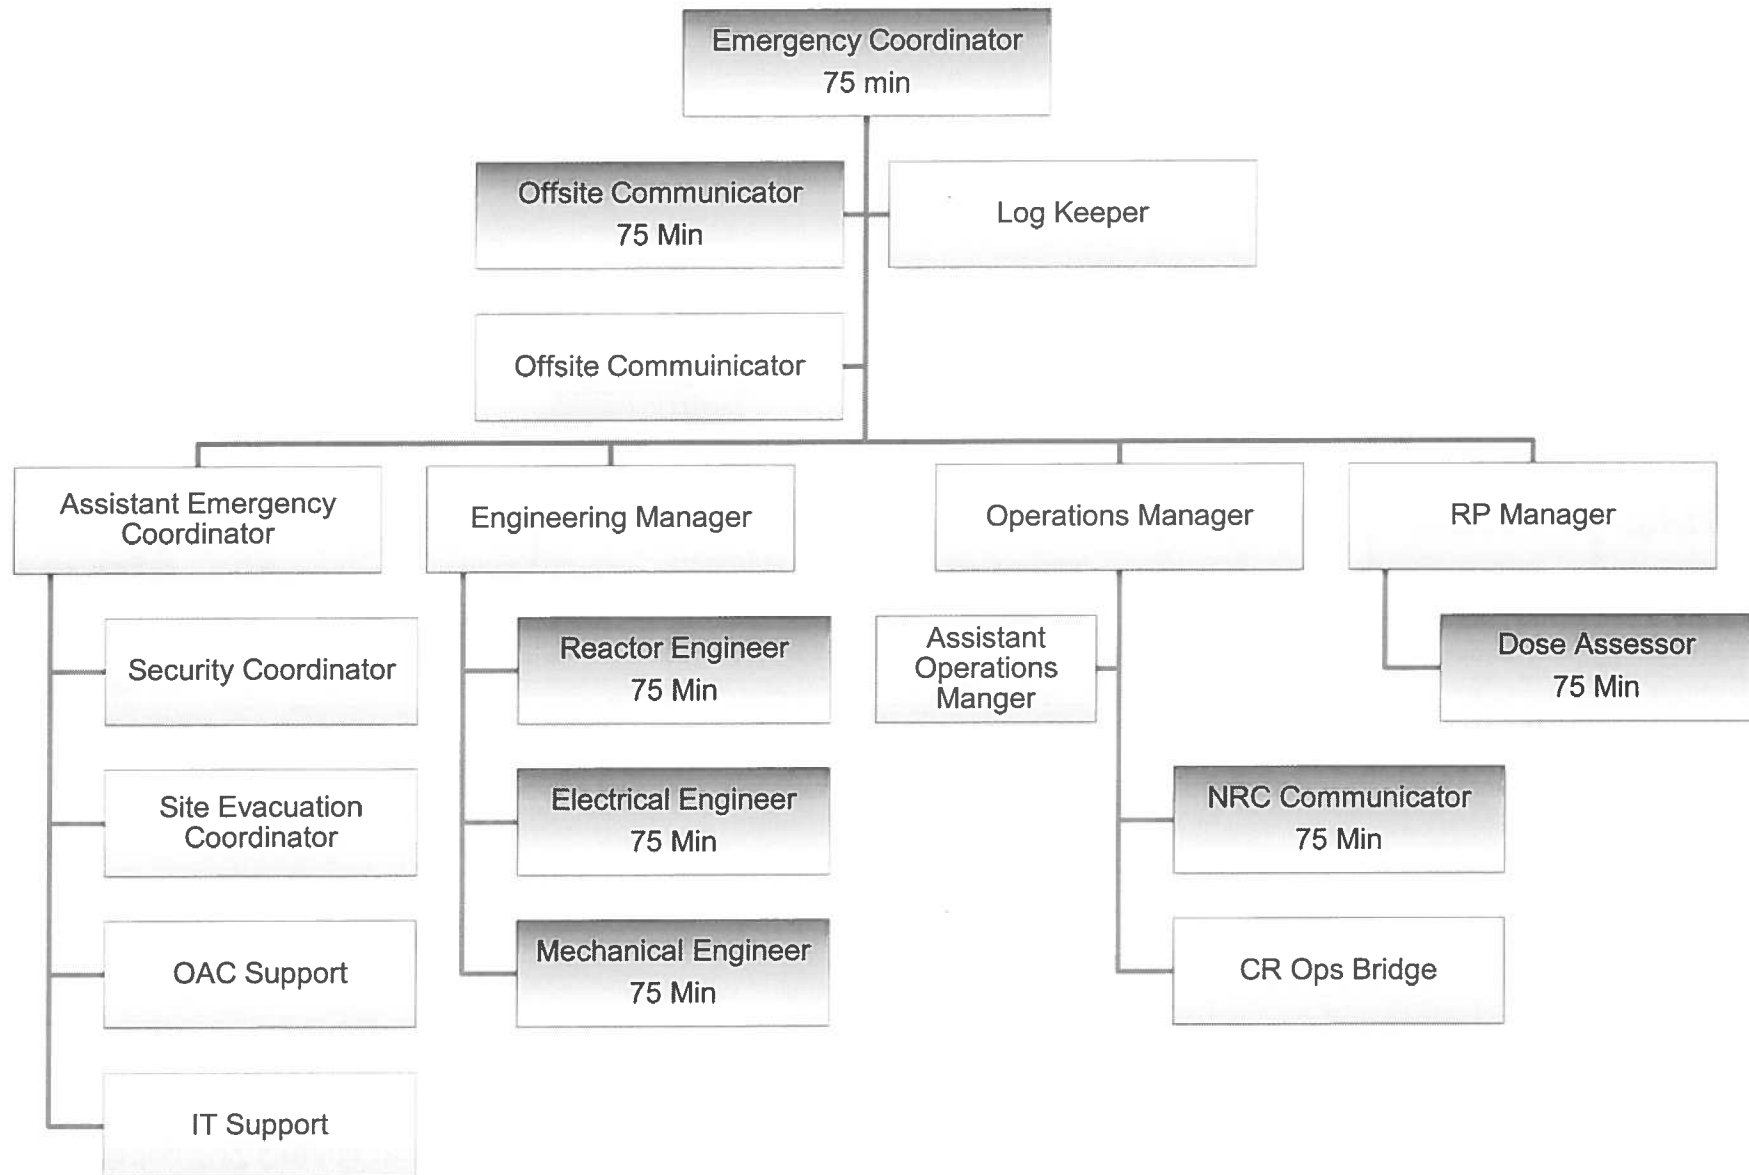 Emergency Coordinator
75 min
Offsite Communicator
75 Min
Log Keeper
Offsite Commuinicator
Assistant Emergency
Coordinator
Engineering Manager
Operations Manager
RP Manager
Security Coordinator
Site Evacuation
Coordinator
OAC Support
IT Support
Reactor Engineer
75 Min
Electrical Engineer
75 Min
Mechanical Engineer
75 Min
Assistant
Operations
Manger
NRC Communicator
75 Min
CR Ops Bridge
Dose Assessor
75 Min